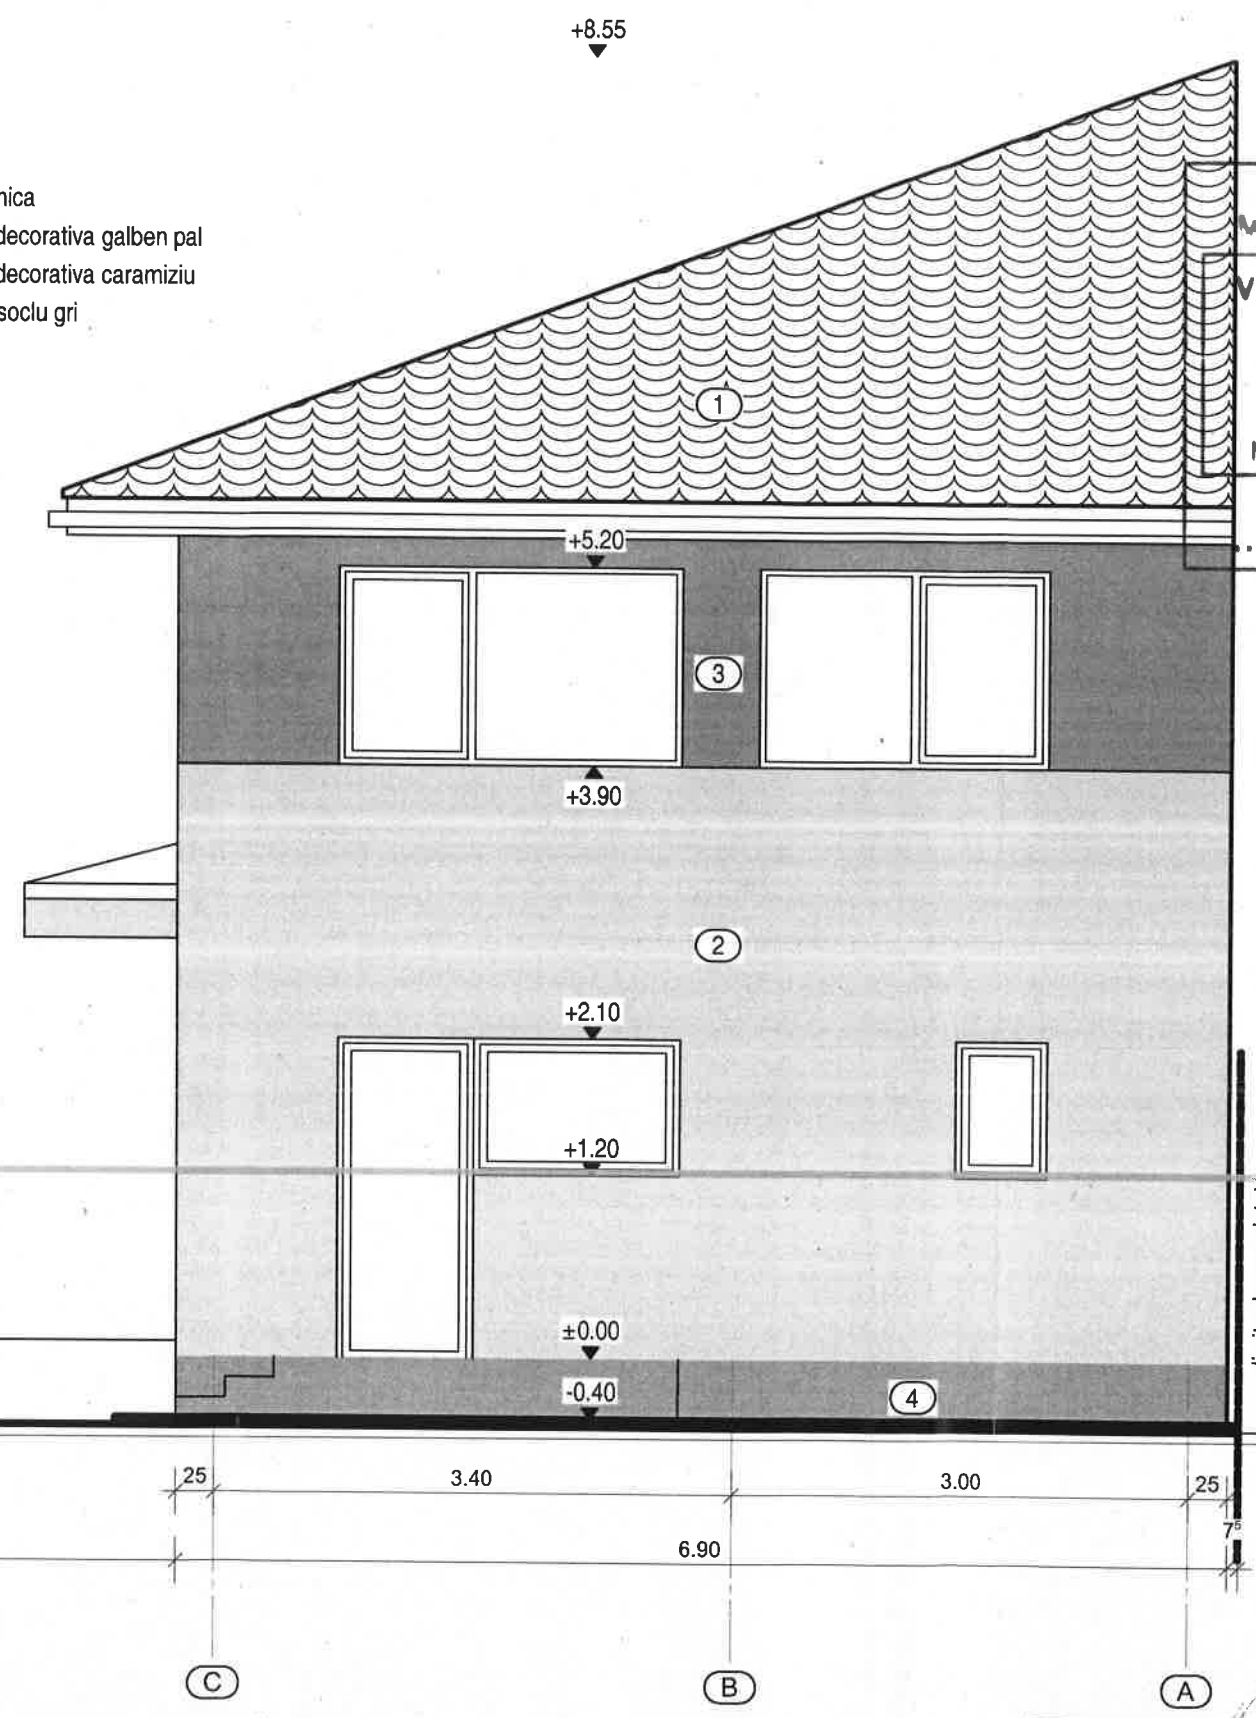 +8.55
nica
decorativa galben pal
decorativa caramiziu
soclu gri
1
+5.20
3
+3.90
2
+2.10
+1.20
±0.00
-0.40
4
25 3.40 3.00 25
7⁵
6.90
C B A